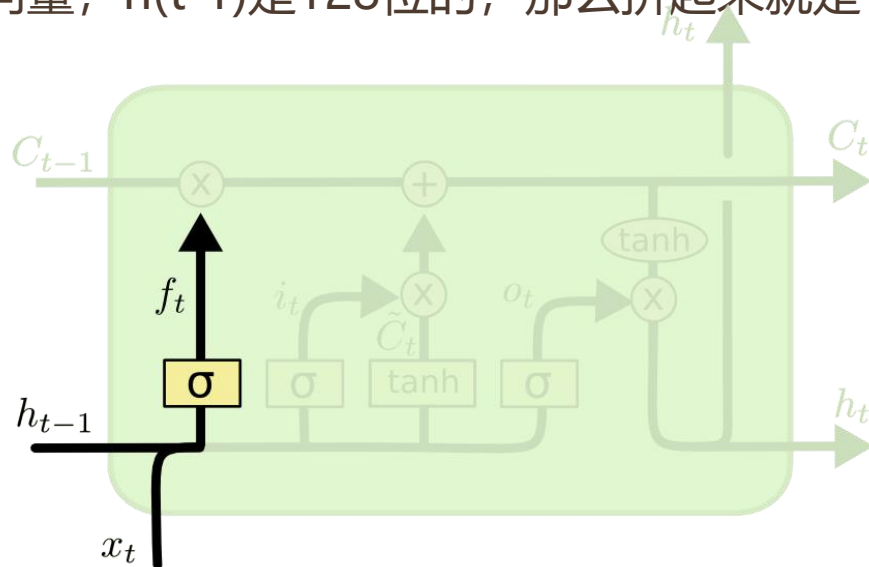 向量，h(t-1)是128位的，那么拼起来就是
h_t
C_{t-1}
C_t
x
+
tanh
f_t
i_t
x
o_t
x
C̃_t
σ
σ
tanh
σ
h_{t-1}
h_t
x_t